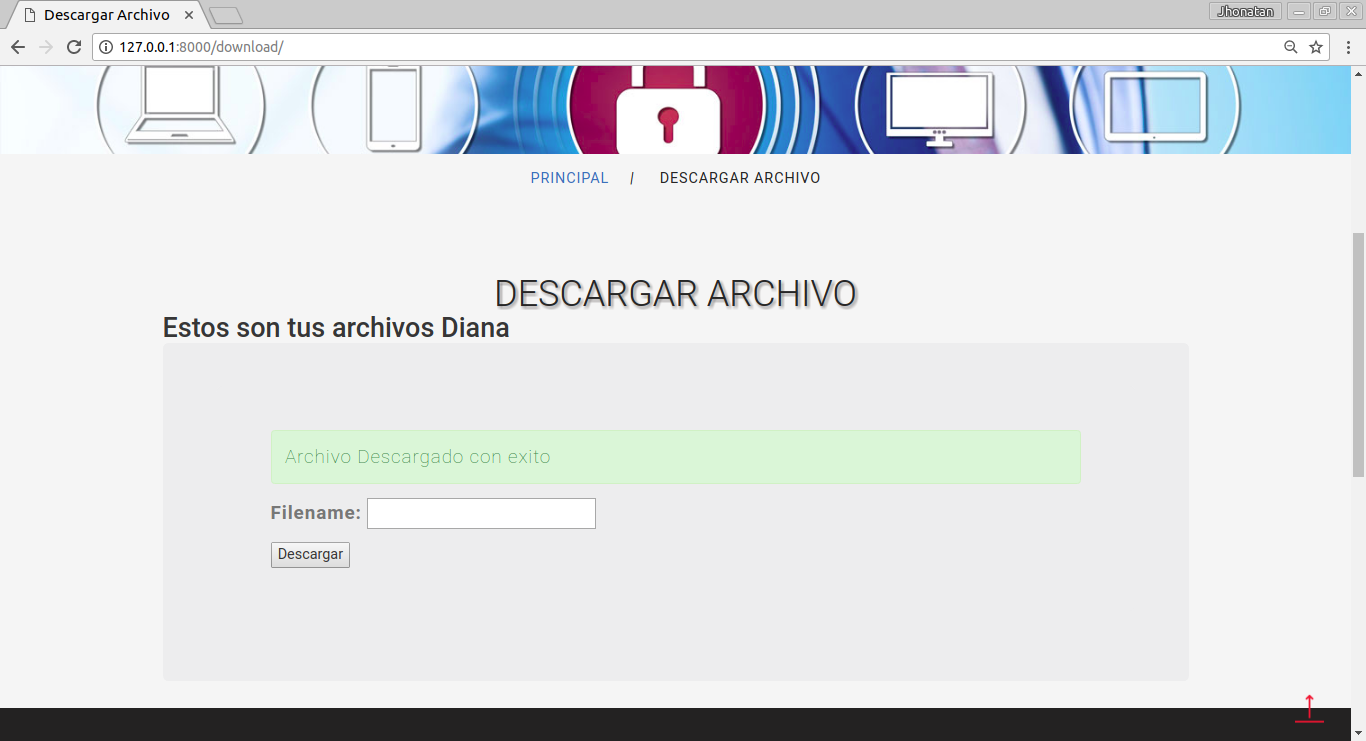 Descargar Archivo
Jhonatan
127.0.0.1:8000/download/
PRINCIPAL / DESCARGAR ARCHIVO
DESCARGAR ARCHIVO
Estos son tus archivos Diana
Archivo Descargado con exito
Filename:
Descargar